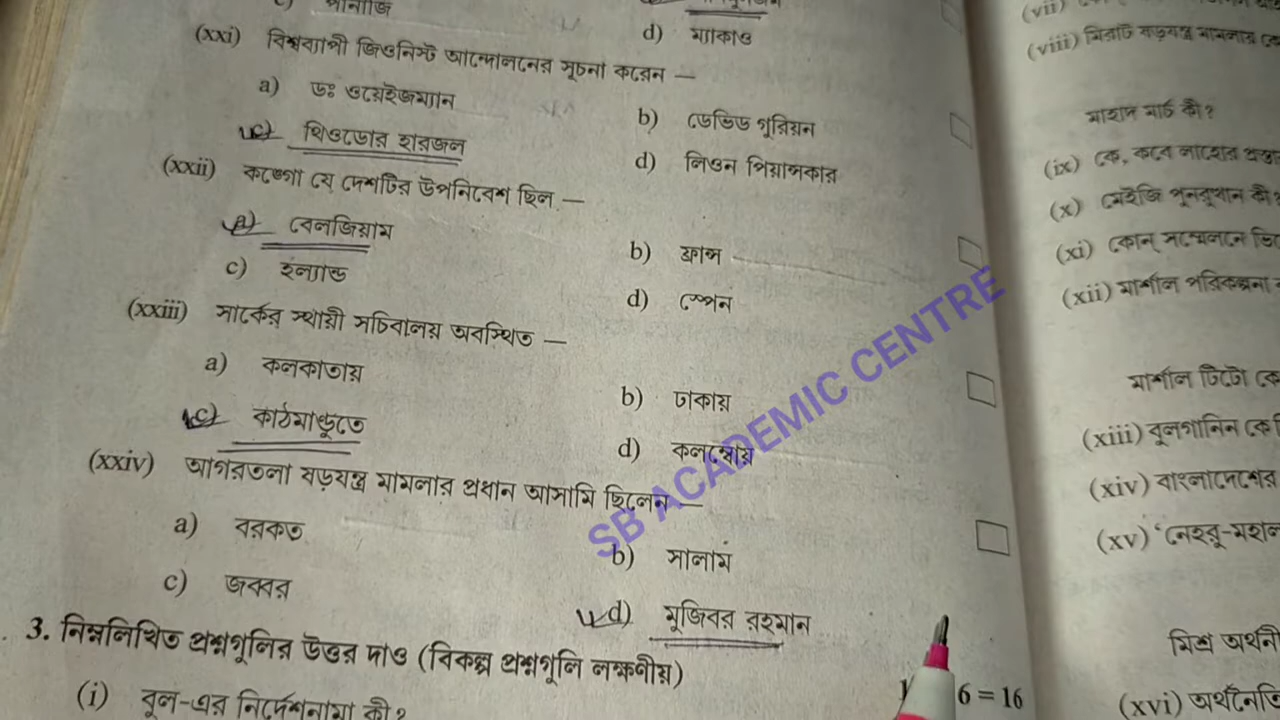 c) পানাজি
d) ম্যাকাও
(xxi) বিশ্বব্যাপী জিওনিস্ট আন্দোলনের সূচনা করেন —
a) ডঃ ওয়েইজম্যান
b) ডেভিড গুরিয়ন
c) থিওডোর হারজল
d) লিওন পিয়ান্সকার
(xxii) কঙ্গো যে দেশটির উপনিবেশ ছিল —
a) বেলজিয়াম
b) ফ্রান্স
c) হল্যান্ড
d) স্পেন
(xxiii) সার্কের স্থায়ী সচিবালয় অবস্থিত —
a) কলকাতায়
b) ঢাকায়
c) কাঠমাণ্ডুতে
d) কলম্বোয়
(xxiv) আগরতলা ষড়যন্ত্র মামলার প্রধান আসামি ছিলেন —
a) বরকত
b) সালাম
c) জব্বর
d) মুজিবর রহমান
3. নিম্নলিখিত প্রশ্নগুলির উত্তর দাও (বিকল্প প্রশ্নগুলি লক্ষণীয়)
6 = 16
(i) বুল-এর নির্দেশনামা কী?
SB ACADEMIC CENTRE
(vii)
(viii) মিরাট ষড়যন্ত্র মামলার
মাহাদ মার্চ কী?
(ix) কে, কবে লাহোর
(x) মেইজি পুনরুত্থান কী?
(xi) কোন্ সম্মেলনে
(xii) মার্শাল পরিকল্পনা
মার্শাল টিটো কে
(xiii) বুলগানিন কে
(xiv) বাংলাদেশের
(xv) 'নেহরু-মহাল
মিশ্র অর্থনী
(xvi) অর্থনৈতি